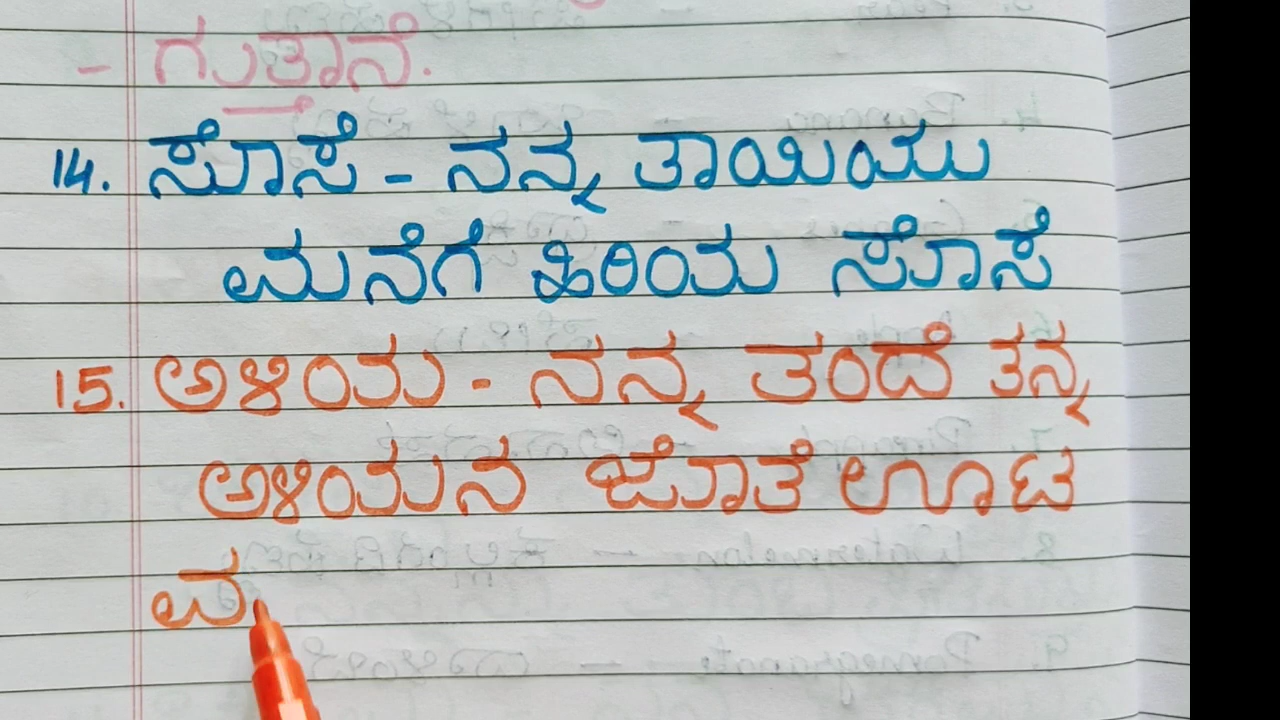 - ಗುತ್ತಾನೆ.
14. ಸೊಸೆ - ನನ್ನ ತಾಯಿಯು
ಮನೆಗೆ ಹಿರಿಯ ಸೊಸೆ
15. ಅಳಿಯ - ನನ್ನ ತಂದೆ ತನ್ನ
ಅಳಿಯನ ಜೊತೆ ಊಟ